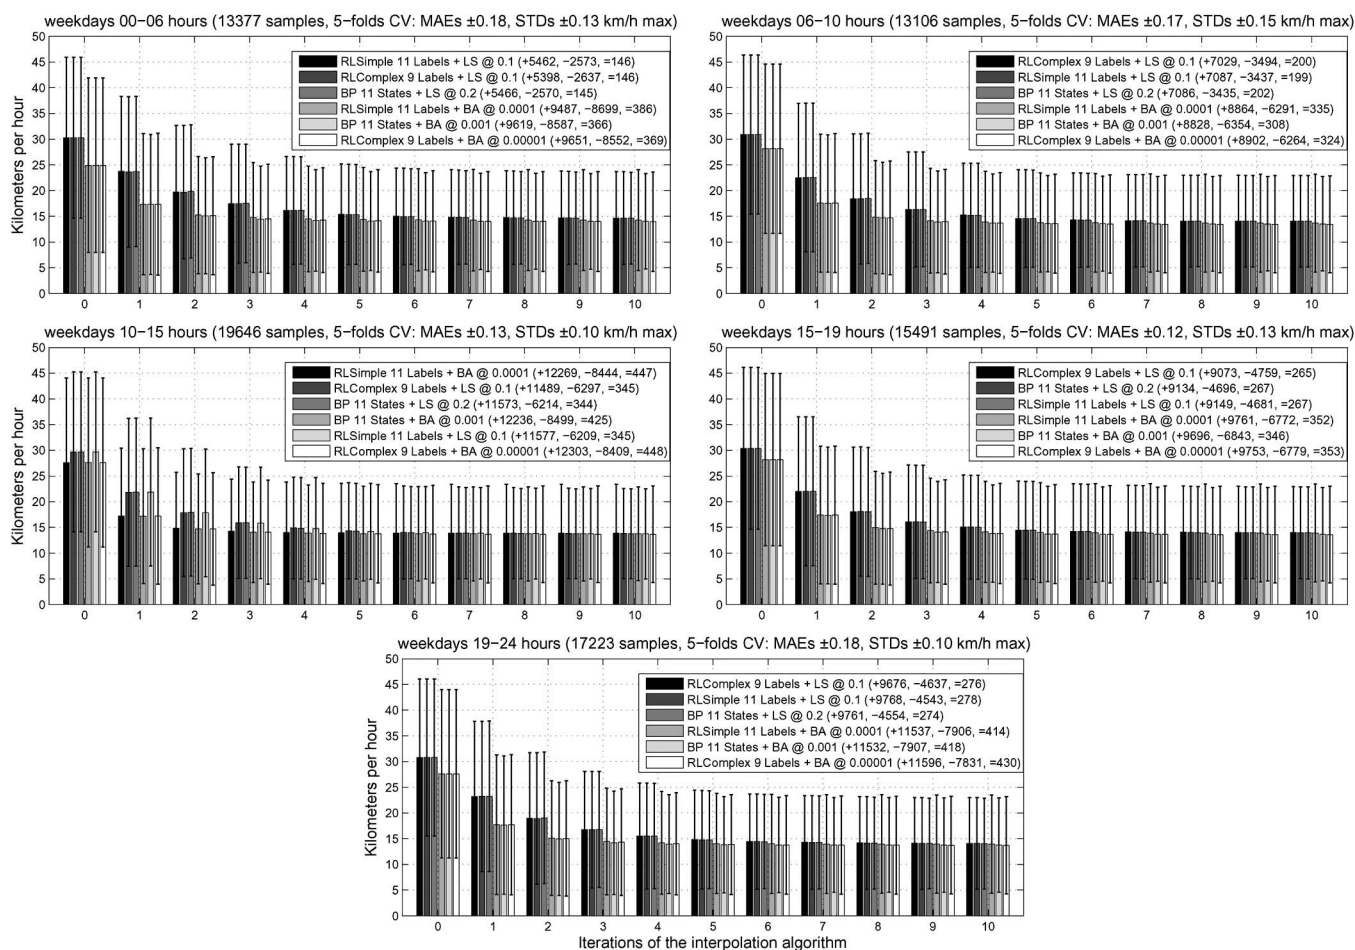 weekdays 00−06 hours (13377 samples, 5−folds CV: MAEs ±0.18, STDs ±0.13 km/h max)
Kilometers per hour
50
45
40
35
30
25
20
15
10
5
0
RLSimple 11 Labels + LS @ 0.1 (+5462, −2573, =146)
RLComplex 9 Labels + LS @ 0.1 (+5398, −2637, =146)
BP 11 States + LS @ 0.2 (+5466, −2570, =145)
RLSimple 11 Labels + BA @ 0.0001 (+9487, −8699, =386)
BP 11 States + BA @ 0.001 (+9619, −8587, =366)
RLComplex 9 Labels + BA @ 0.00001 (+9651, −8552, =369)
0 1 2 3 4 5 6 7 8 9 10
weekdays 06−10 hours (13106 samples, 5−folds CV: MAEs ±0.17, STDs ±0.15 km/h max)
50
45
40
35
30
25
20
15
10
5
0
RLComplex 9 Labels + LS @ 0.1 (+7029, −3494, =200)
RLSimple 11 Labels + LS @ 0.1 (+7087, −3437, =199)
BP 11 States + LS @ 0.2 (+7086, −3435, =202)
RLSimple 11 Labels + BA @ 0.0001 (+8864, −6291, =335)
BP 11 States + BA @ 0.001 (+8828, −6354, =308)
RLComplex 9 Labels + BA @ 0.00001 (+8902, −6264, =324)
0 1 2 3 4 5 6 7 8 9 10
weekdays 10−15 hours (19646 samples, 5−folds CV: MAEs ±0.13, STDs ±0.10 km/h max)
Kilometers per hour
50
45
40
35
30
25
20
15
10
5
0
RLSimple 11 Labels + BA @ 0.0001 (+12269, −8444, =447)
RLComplex 9 Labels + LS @ 0.1 (+11489, −6297, =345)
BP 11 States + LS @ 0.2 (+11573, −6214, =344)
BP 11 States + BA @ 0.001 (+12236, −8499, =425)
RLSimple 11 Labels + LS @ 0.1 (+11577, −6209, =345)
RLComplex 9 Labels + BA @ 0.00001 (+12303, −8409, =448)
0 1 2 3 4 5 6 7 8 9 10
weekdays 15−19 hours (15491 samples, 5−folds CV: MAEs ±0.12, STDs ±0.13 km/h max)
50
45
40
35
30
25
20
15
10
5
0
RLComplex 9 Labels + LS @ 0.1 (+9073, −4759, =265)
BP 11 States + LS @ 0.2 (+9134, −4696, =267)
RLSimple 11 Labels + LS @ 0.1 (+9149, −4681, =267)
RLSimple 11 Labels + BA @ 0.0001 (+9761, −6772, =352)
BP 11 States + BA @ 0.001 (+9696, −6843, =346)
RLComplex 9 Labels + BA @ 0.00001 (+9753, −6779, =353)
0 1 2 3 4 5 6 7 8 9 10
weekdays 19−24 hours (17223 samples, 5−folds CV: MAEs ±0.18, STDs ±0.10 km/h max)
Kilometers per hour
50
45
40
35
30
25
20
15
10
5
0
RLComplex 9 Labels + LS @ 0.1 (+9676, −4637, =276)
RLSimple 11 Labels + LS @ 0.1 (+9768, −4543, =278)
BP 11 States + LS @ 0.2 (+9761, −4554, =274)
RLSimple 11 Labels + BA @ 0.0001 (+11537, −7906, =414)
BP 11 States + BA @ 0.001 (+11532, −7907, =418)
RLComplex 9 Labels + BA @ 0.00001 (+11596, −7831, =430)
0 1 2 3 4 5 6 7 8 9 10
Iterations of the interpolation algorithm